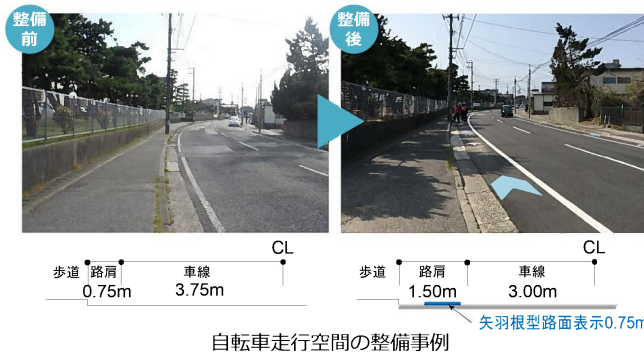 整備
前
整備
後
CL
歩道 路肩 車線
0.75m 3.75m
CL
歩道 路肩 車線
1.50m 3.00m
矢羽根型路面表示0.75m
自転車走行空間の整備事例